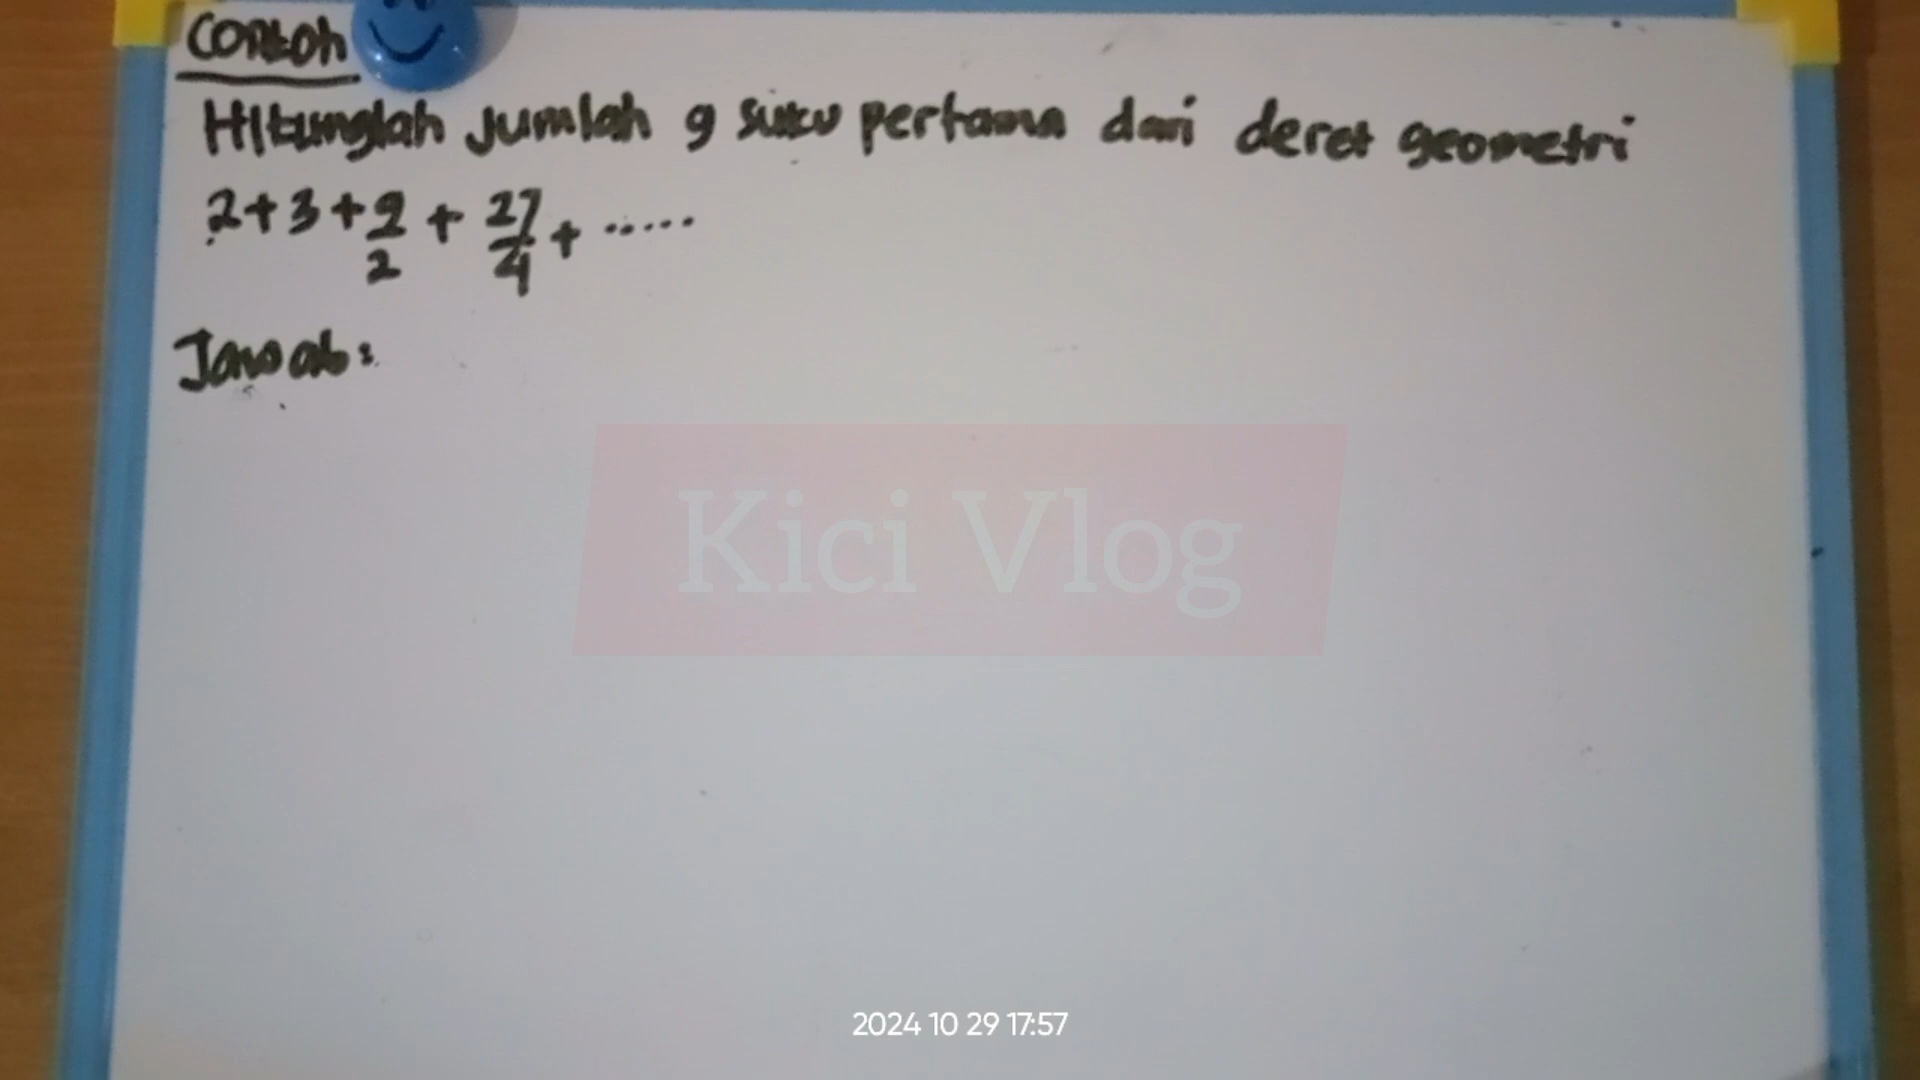 Contoh
Hitunglah jumlah 9 suku pertama dari deret geometri
2+3+9/2 + 27/4 + .....
Jawab:
Kici Vlog
2024 10 29 17:57